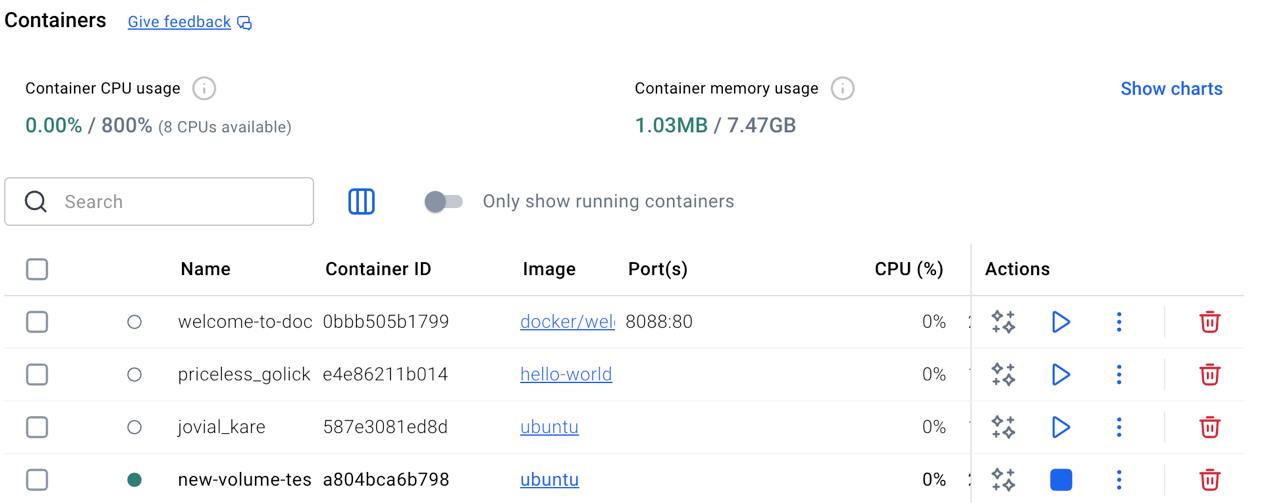 Containers Give feedback
Container CPU usage Container memory usage Show charts
0.00% / 800% (8 CPUs available) 1.03MB / 7.47GB
Search Only show running containers
Name Container ID Image Port(s) CPU (%) Actions
welcome-to-doc 0bbb505b1799 docker/wel 8088:80 0%
priceless_golick e4e86211b014 hello-world 0%
jovial_kare 587e3081ed8d ubuntu 0%
new-volume-tes a804bca6b798 ubuntu 0%